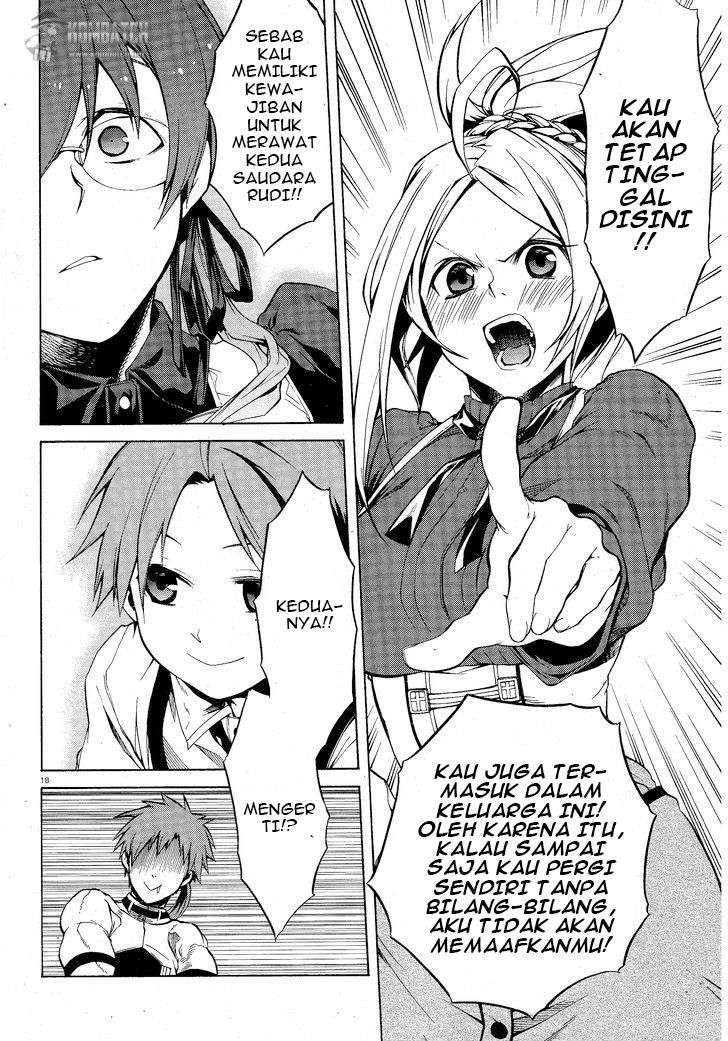 KAU
AKAN
TETAP
TING-
GAL
DISINI
!!
KAU JUGA TER-
MASUK DALAM
KELUARGA INI!
OLEH KARENA ITU,
KALAU SAMPAI
SAJA KAU PERGI
SENDIRI TANPA
BILANG-BILANG,
AKU TIDAK AKAN
MEMAAFKANMU!
SEBAB
KAU
MEMILIKI
KEWA-
JIBAN
UNTUK
MERAWAT
KEDUA
SAUDARA
RUDI!!
KEDUA-
NYA!!
MENGER
TI!?
18